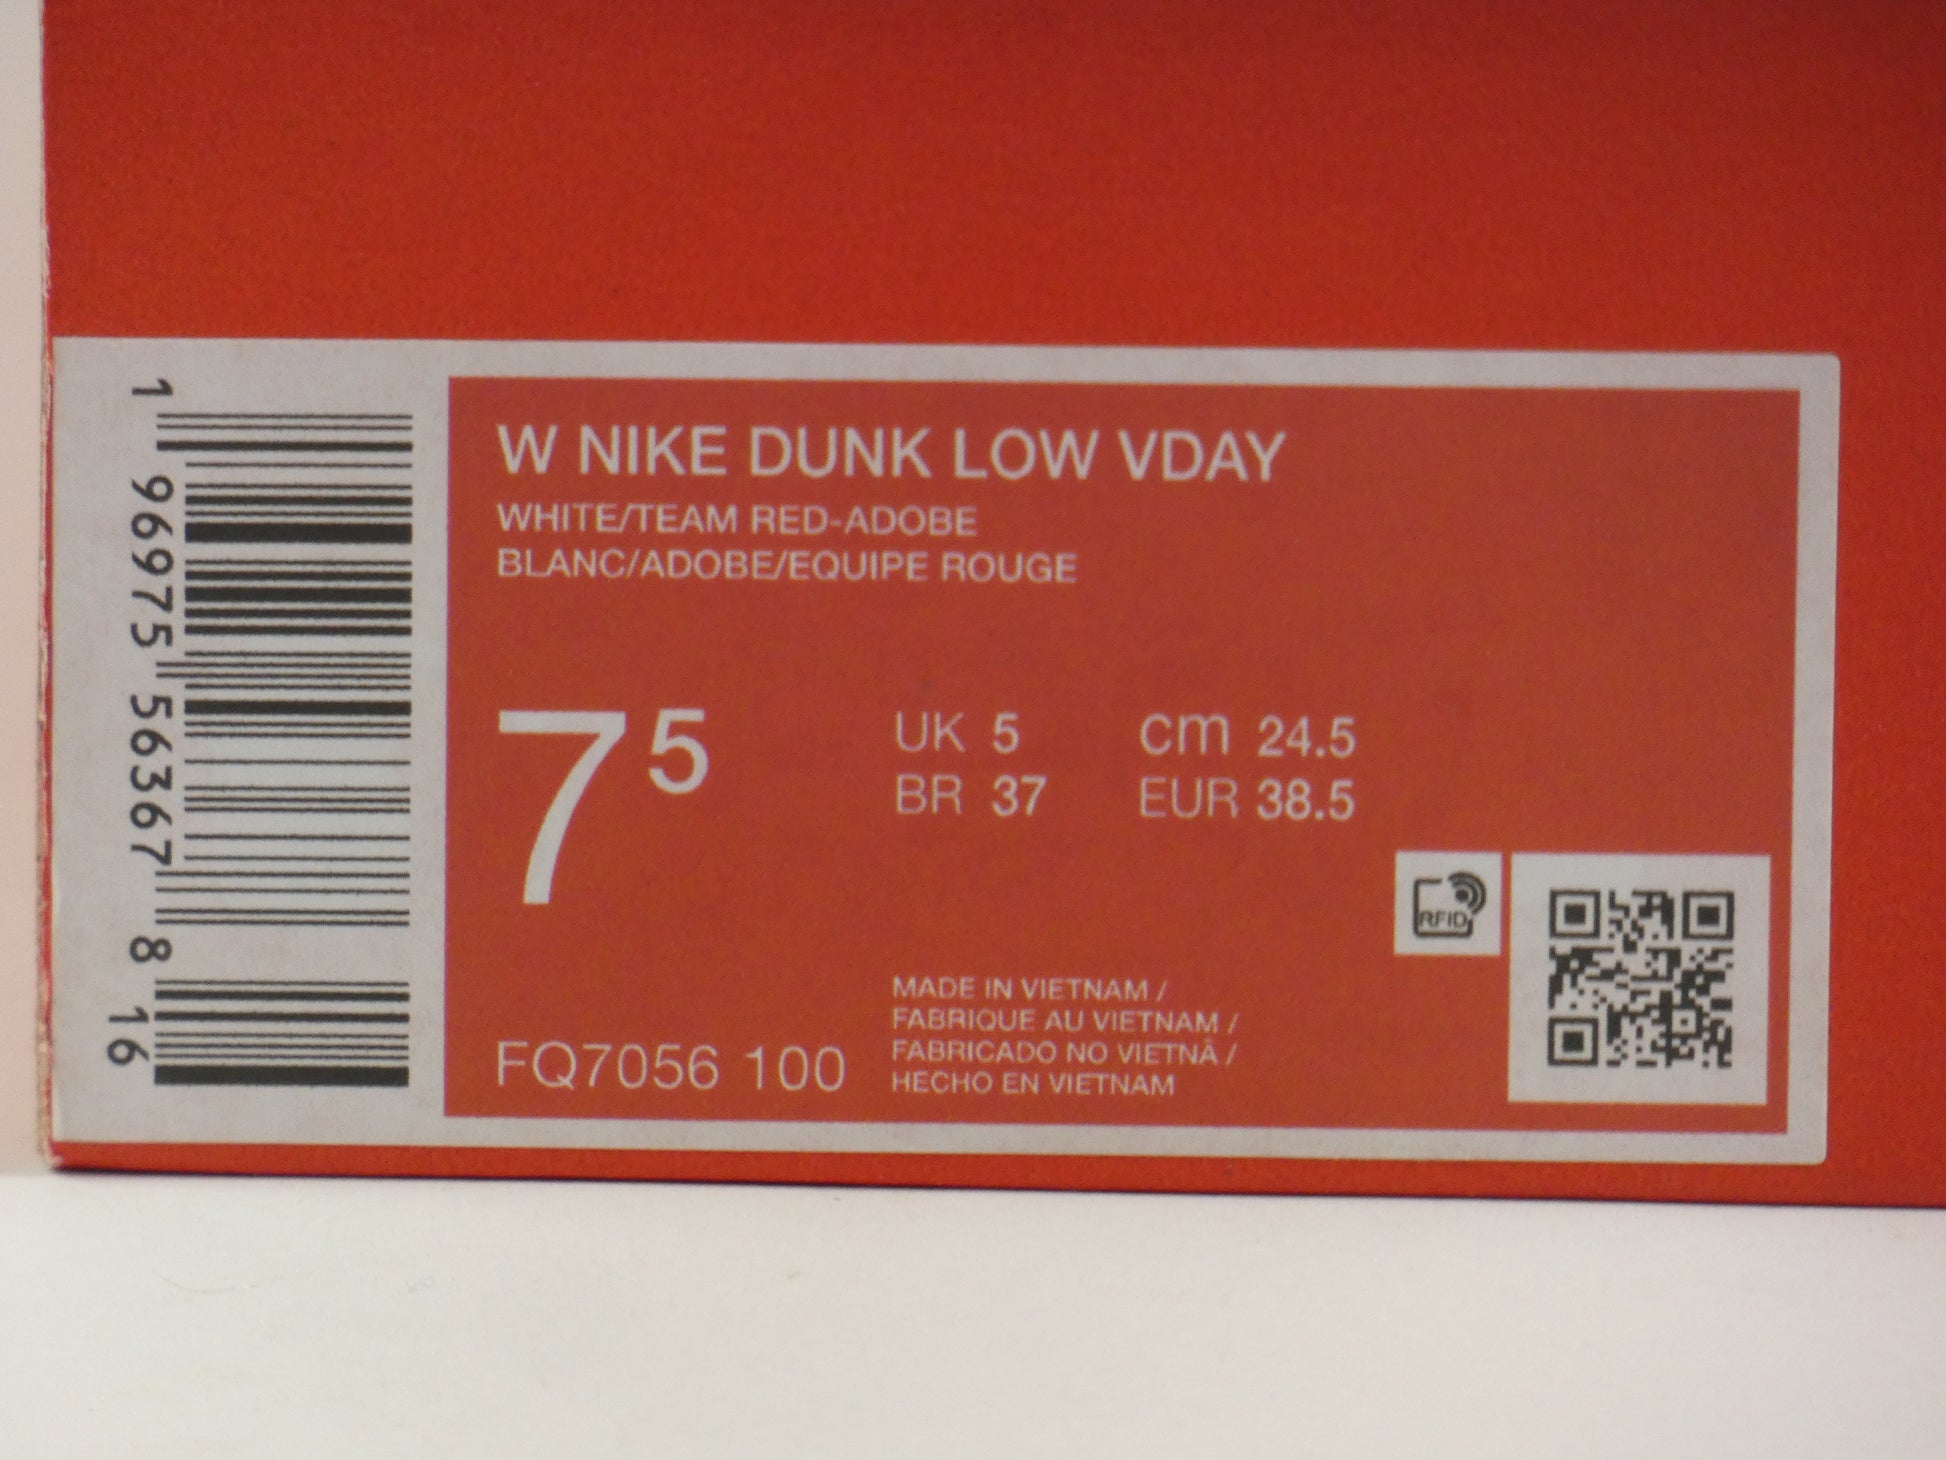 1 96975 56367 8 16
W NIKE DUNK LOW VDAY
WHITE/TEAM RED-ADOBE
BLANC/ADOBE/EQUIPE ROUGE
7 5
UK 5 cm 24.5
BR 37 EUR 38.5
RFID
FQ7056 100
MADE IN VIETNAM /
FABRIQUE AU VIETNAM /
FABRICADO NO VIETNÃ /
HECHO EN VIETNAM